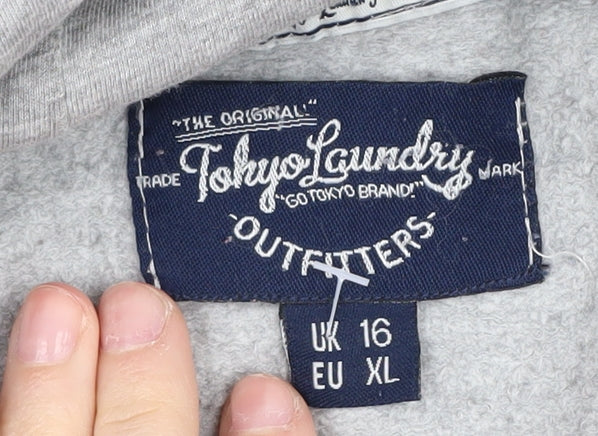 "THE ORIGINAL"
Tokyo Laundry
TRADE MARK
"GO TOKYO BRAND!"
OUTFITTERS
UK 16
EU XL